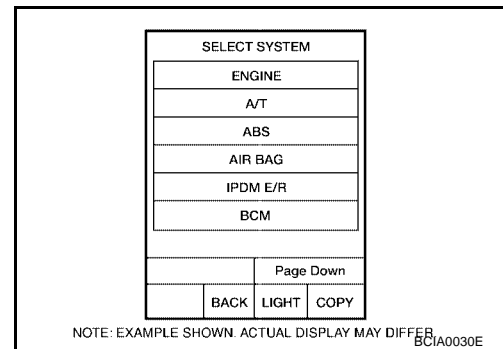 SELECT SYSTEM
ENGINE
A/T
ABS
AIR BAG
IPDM E/R
BCM
Page Down
BACK LIGHT COPY
NOTE: EXAMPLE SHOWN. ACTUAL DISPLAY MAY DIFFER.
BCIA0030E